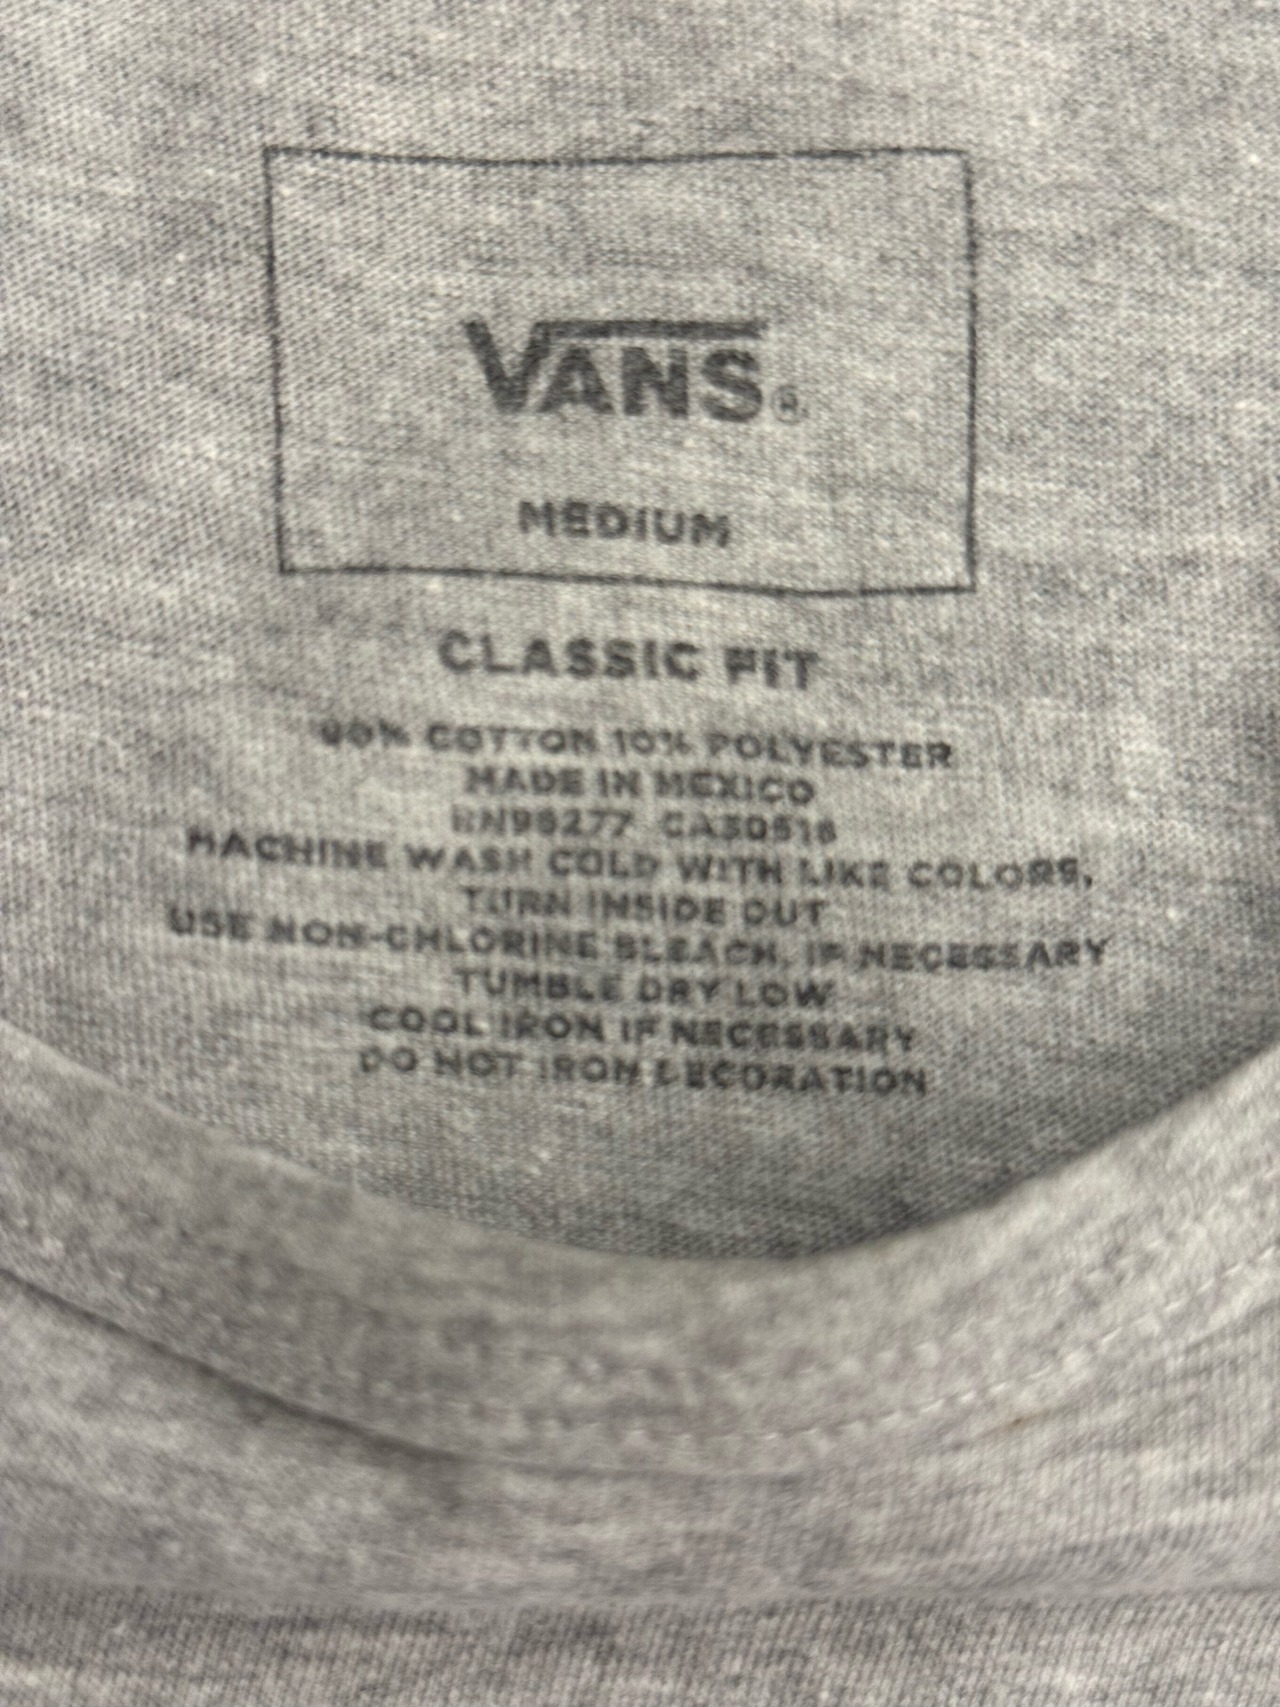 VANS®
MEDIUM
CLASSIC FIT
90% COTTON 10% POLYESTER
MADE IN MEXICO
RN96277 CA30516
MACHINE WASH COLD WITH LIKE COLORS,
TURN INSIDE OUT
USE NON-CHLORINE BLEACH, IF NECESSARY
TUMBLE DRY LOW
COOL IRON IF NECESSARY
DO NOT IRON DECORATION